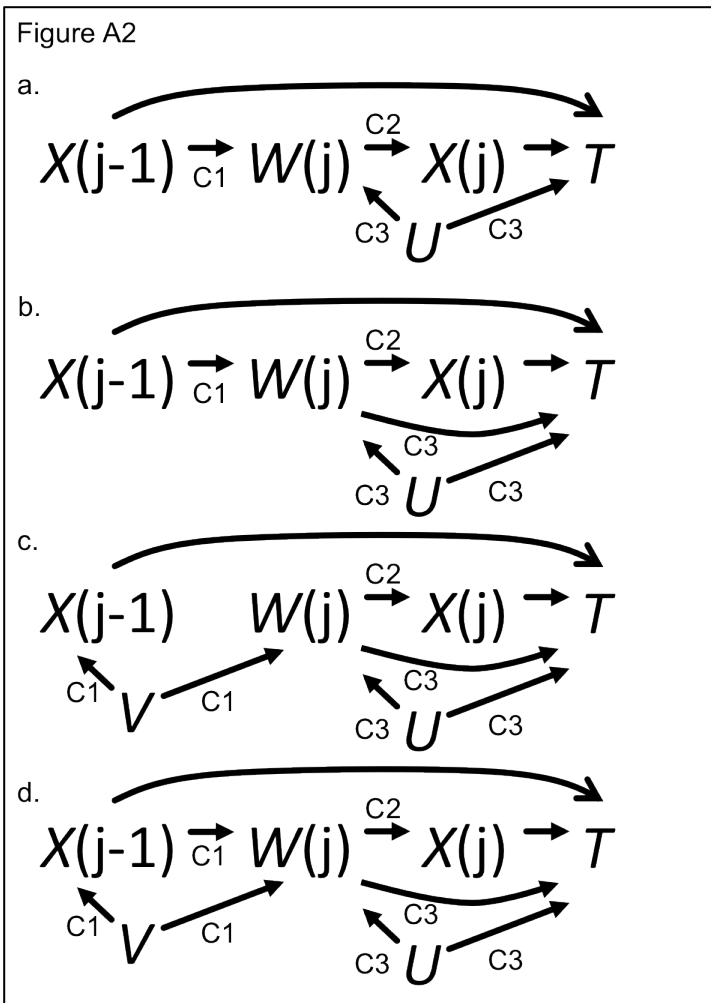 Figure A2
a.
C2
X(j-1) W(j) X(j) T
C1
C3 U C3
b.
C2
X(j-1) W(j) X(j) T
C1
C3
C3 U C3
c.
C2
X(j-1) W(j) X(j) T
C1 V C1 C3
C3 U C3
d.
C2
X(j-1) W(j) X(j) T
C1
C1 V C1 C3
C3 U C3